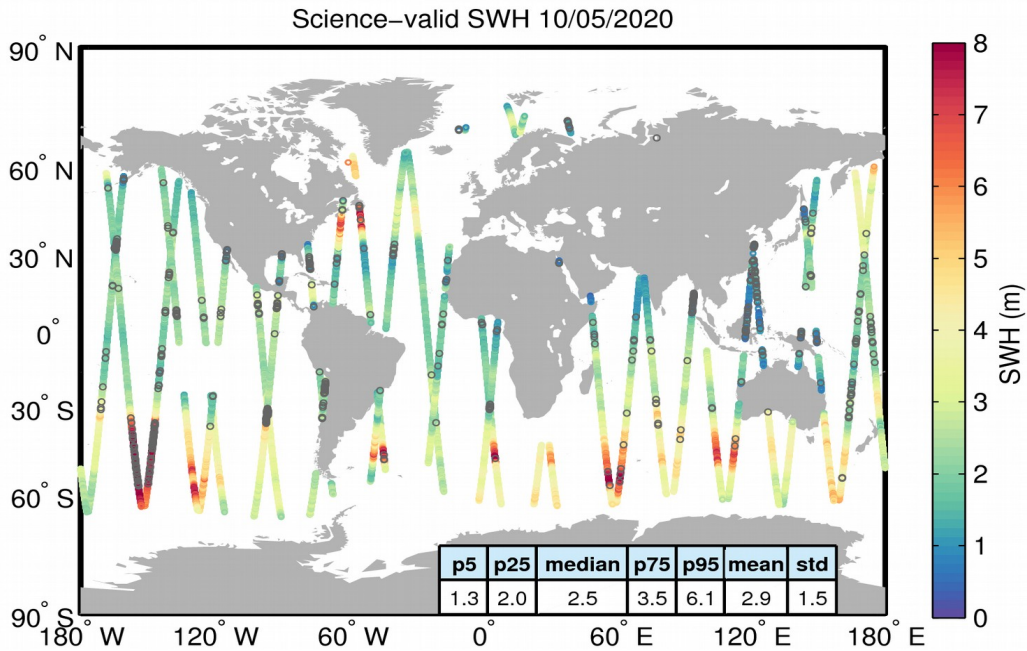 Science−valid SWH 10/05/2020
90° N
60° N
30° N
0°
30° S
60° S
90° S
180° W
120° W
60° W
0°
60° E
120° E
180° E
p5 p25 median p75 p95 mean std
1.3 2.0 2.5 3.5 6.1 2.9 1.5
8
7
6
5
4
3
2
1
0
SWH (m)